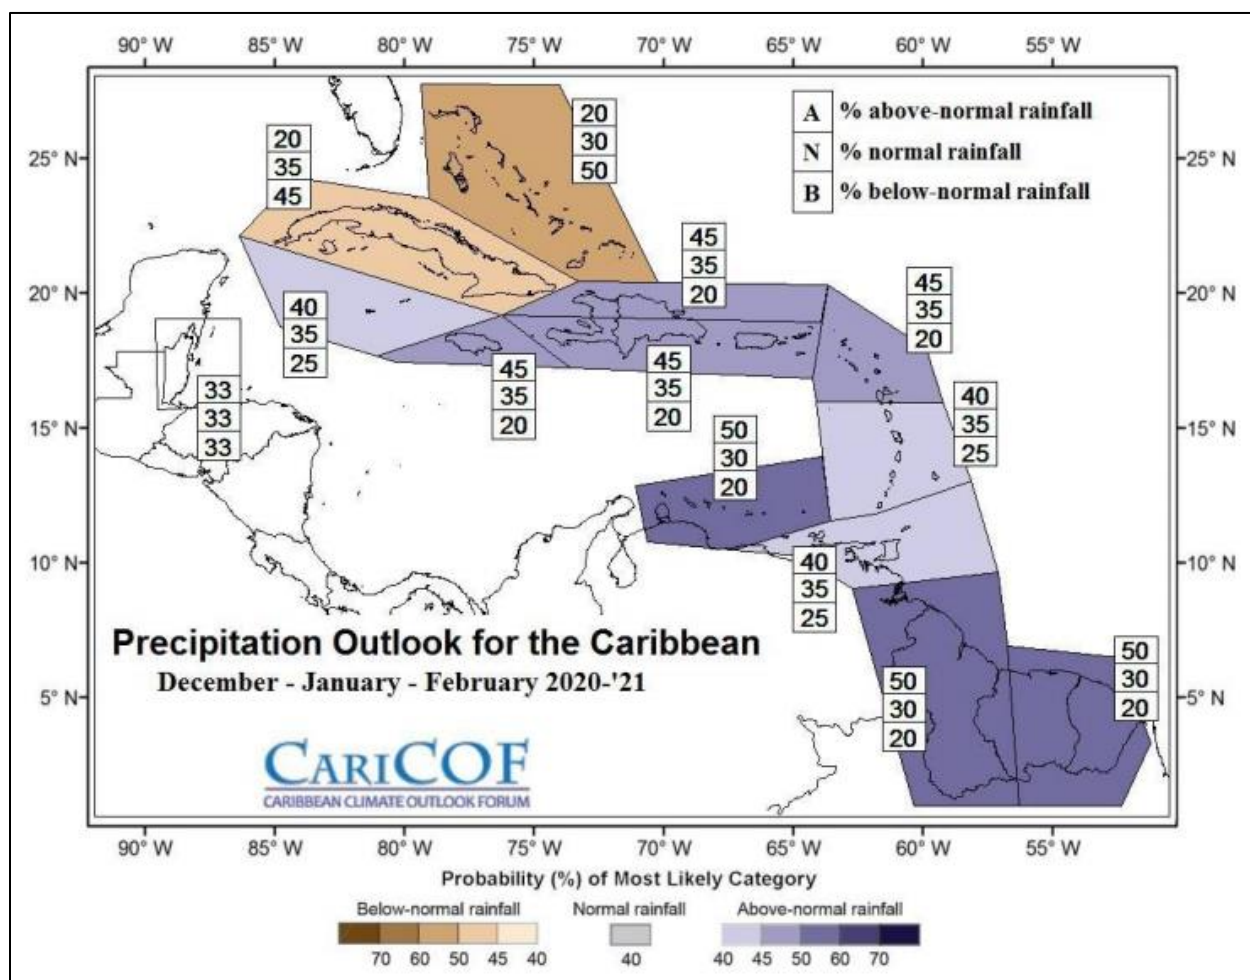 90° W 85° W 80° W 75° W 70° W 65° W 60° W 55° W
A % above-normal rainfall
N % normal rainfall
B % below-normal rainfall
20
30
50
20
35
45
25° N 25° N
45
35
20
45
35
20
20° N 20° N
40
35
25
45
35
20
45
35
20
33
33
33
40
35
25
15° N 15° N
50
30
20
10° N 10° N
40
35
25
Precipitation Outlook for the Caribbean
December - January - February 2020-'21
50
30
20
50
30
20
5° N 5° N
CARICOF
CARIBBEAN CLIMATE OUTLOOK FORUM
90° W 85° W 80° W 75° W 70° W 65° W 60° W 55° W
Probability (%) of Most Likely Category
Below-normal rainfall Normal rainfall Above-normal rainfall
70 60 50 45 40 40 40 45 50 60 70